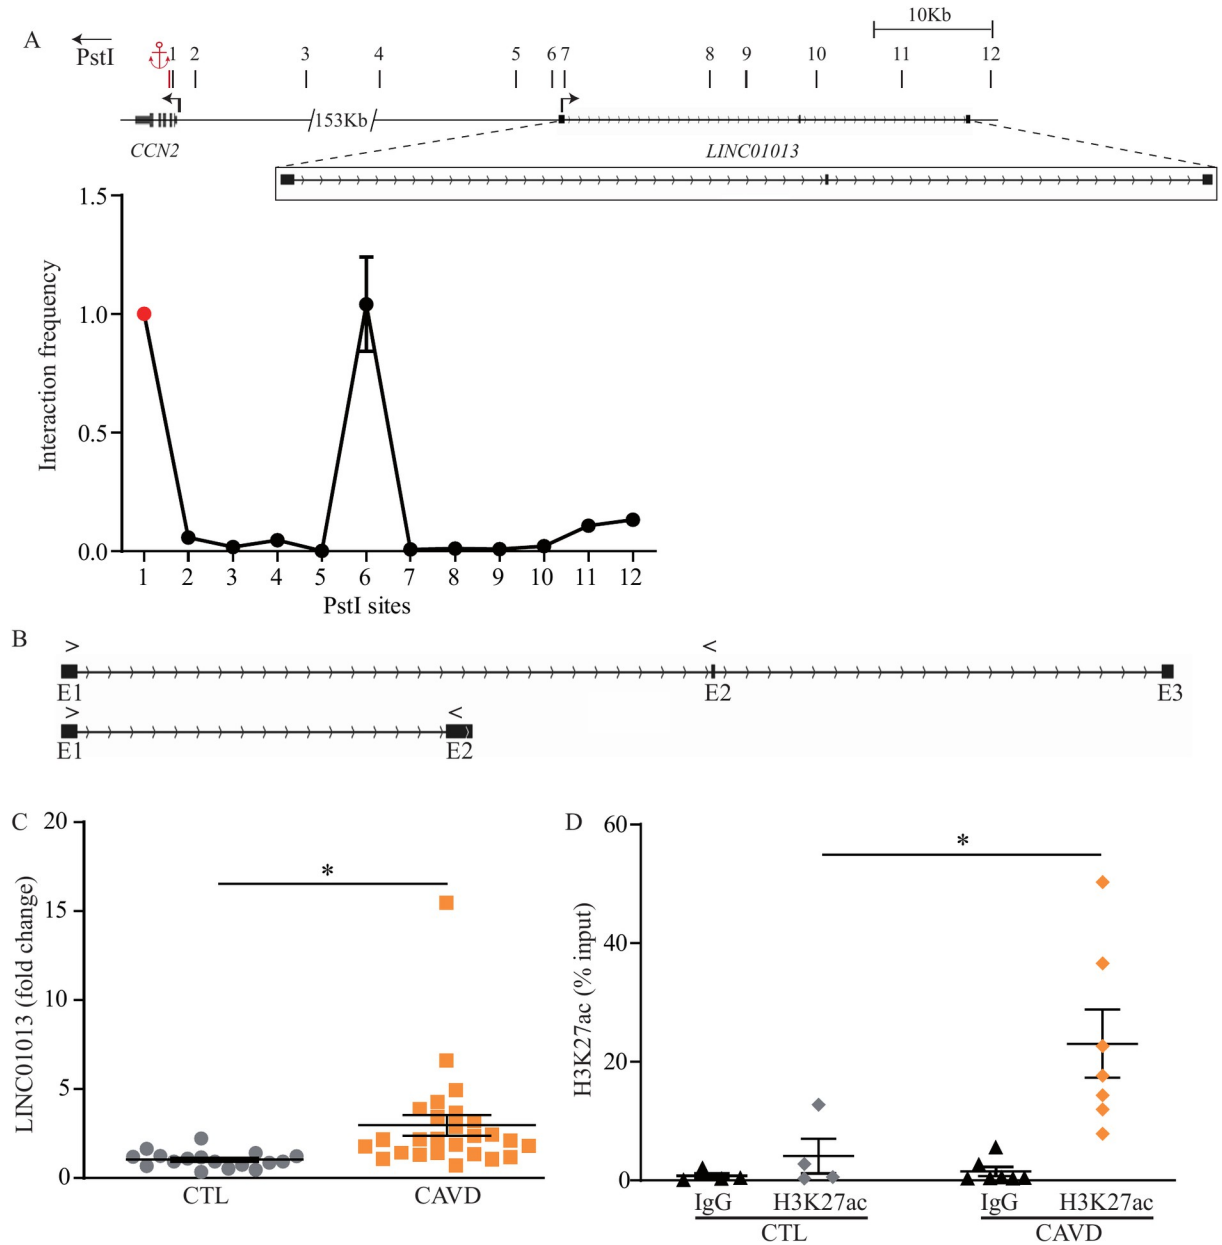 A
10Kb
PstI
1 2 3 4 5 6 7 8 9 10 11 12
153Kb
CCN2
LINC01013
1.5
1.0
0.5
0.0
Interaction frequency
1 2 3 4 5 6 7 8 9 10 11 12
PstI sites
B
> <
E1 E2 E3
> <
E1 E2
C
20
15
10
5
0
LINC01013 (fold change)
*
CTL CAVD
D
60
40
20
0
H3K27ac (% input)
*
IgG H3K27ac IgG H3K27ac
CTL CAVD